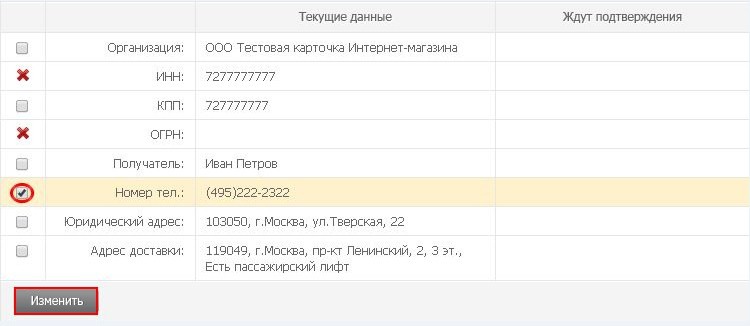 Текущие данные Ждут подтверждения
Организация: ООО Тестовая карточка Интернет-магазина
ИНН: 7277777777
КПП: 727777777
ОГРН:
Получатель: Иван Петров
Номер тел.: (495)222-2322
Юридический адрес: 103050, г.Москва, ул.Тверская, 22
Адрес доставки: 119049, г.Москва, пр-кт Ленинский, 2, 3 эт.,
Есть пассажирский лифт
Изменить